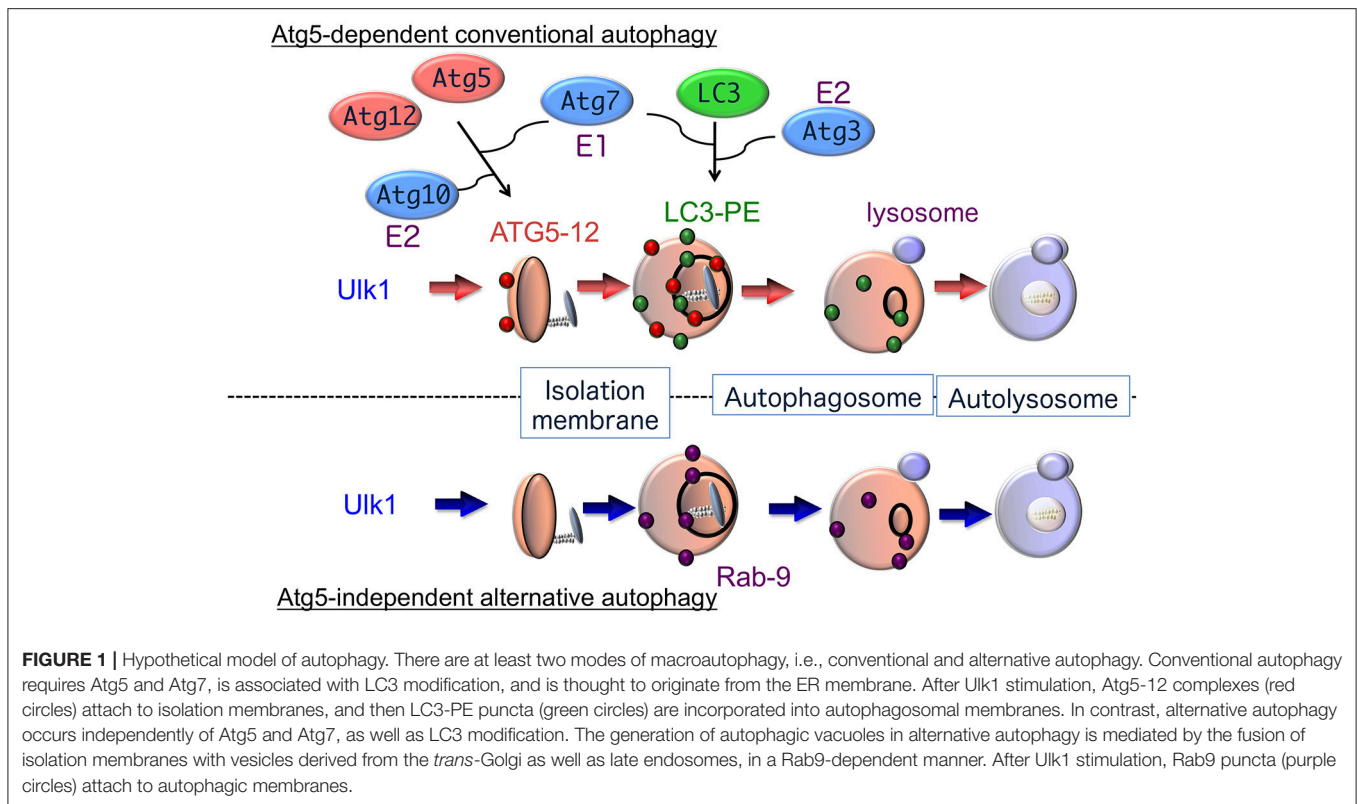 Atg5-dependent conventional autophagy
Atg5
Atg12
Atg7
E1
LC3
E2
Atg3
Atg10
E2
ATG5-12
LC3-PE
lysosome
Ulk1
Isolation
membrane
Autophagosome
Autolysosome
Ulk1
Rab-9
Atg5-independent alternative autophagy
FIGURE 1 | Hypothetical model of autophagy. There are at least two modes of macroautophagy, i.e., conventional and alternative autophagy. Conventional autophagy
requires Atg5 and Atg7, is associated with LC3 modification, and is thought to originate from the ER membrane. After Ulk1 stimulation, Atg5-12 complexes (red
circles) attach to isolation membranes, and then LC3-PE puncta (green circles) are incorporated into autophagosomal membranes. In contrast, alternative autophagy
occurs independently of Atg5 and Atg7, as well as LC3 modification. The generation of autophagic vacuoles in alternative autophagy is mediated by the fusion of
isolation membranes with vesicles derived from the trans-Golgi as well as late endosomes, in a Rab9-dependent manner. After Ulk1 stimulation, Rab9 puncta (purple
circles) attach to autophagic membranes.